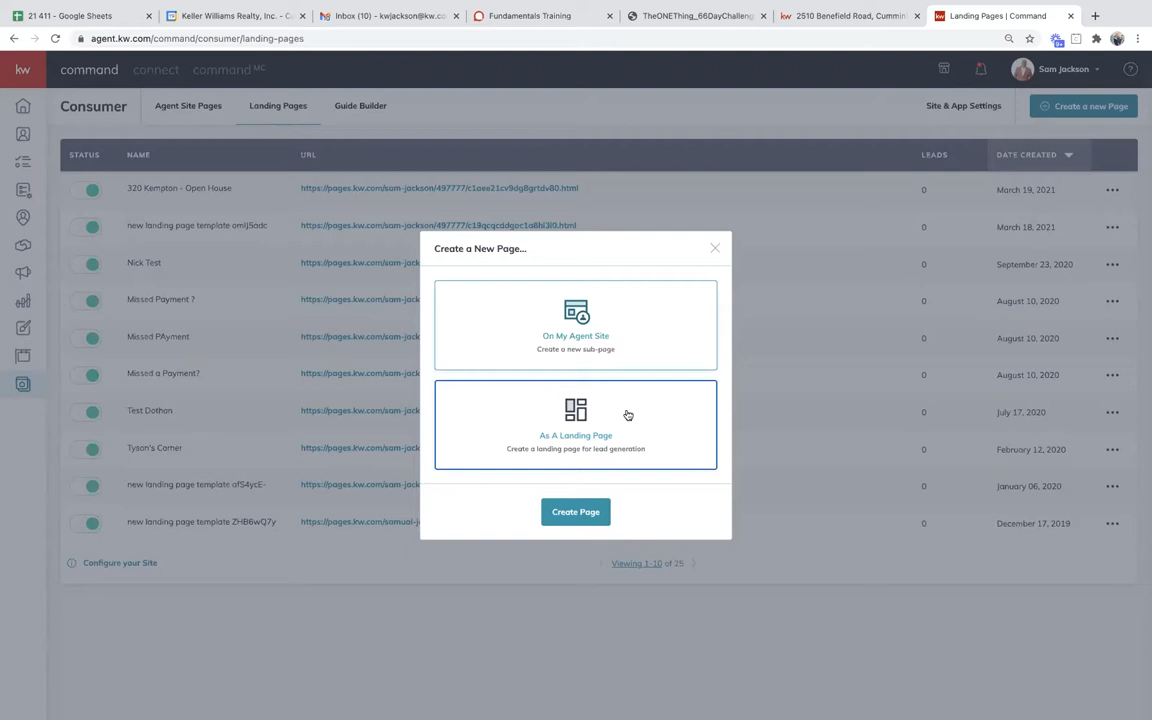 21 411 - Google Sheets
Keller Williams Realty, Inc. - Ca
Inbox (10) - kwjackson@kw.co
Fundamentals Training
TheONEThing_66DayChalleng
2510 Benefield Road, Cummin
Landing Pages | Command
agent.kw.com/command/consumer/landing-pages
kw command connect command MC
Sam Jackson
Consumer Agent Site Pages Landing Pages Guide Builder Site & App Settings Create a new Page
STATUS NAME URL LEADS DATE CREATED
320 Kempton - Open House https://pages.kw.com/sam-jackson/497777/c1aee21cv9dg8grtdv80.html 0 March 19, 2021
new landing page template 0 March 18, 2021
Nick Test https://pages.kw.com/sam-jack 0 September 23, 2020
Missed Payment ? https://pages.kw.com/sam-jack 0 August 10, 2020
Missed PAyment https://pages.kw.com/sam-jack 0 August 10, 2020
Missed a Payment? https://pages.kw.com/sam-jack 0 August 10, 2020
Test Dothan https://pages.kw.com/sam-jack 0 July 17, 2020
Tyson's Corner https://pages.kw.com/sam-jack 0 February 12, 2020
new landing page template afS4ycE- https://pages.kw.com/sam-jack 0 January 06, 2020
new landing page template ZHB6wQ7y https://pages.kw.com/samual-j 0 December 17, 2019
Configure your Site Viewing 1-10 of 25
Create a New Page...
On My Agent Site
Create a new sub-page
As A Landing Page
Create a landing page for lead generation
Create Page